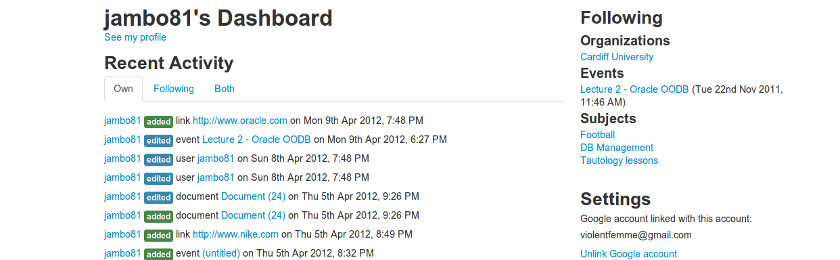 jambo81's Dashboard
See my profile
Recent Activity
Own Following Both
jambo81 added link http://www.oracle.com on Mon 9th Apr 2012, 7:48 PM
jambo81 edited event Lecture 2 - Oracle OODB on Mon 9th Apr 2012, 6:27 PM
jambo81 edited user jambo81 on Sun 8th Apr 2012, 7:48 PM
jambo81 edited user jambo81 on Sun 8th Apr 2012, 7:48 PM
jambo81 edited document Document (24) on Thu 5th Apr 2012, 9:26 PM
jambo81 added document Document (24) on Thu 5th Apr 2012, 9:26 PM
jambo81 added link http://www.nike.com on Thu 5th Apr 2012, 8:49 PM
jambo81 added event (untitled) on Thu 5th Apr 2012, 8:32 PM
Following
Organizations
Cardiff University
Events
Lecture 2 - Oracle OODB (Tue 22nd Nov 2011,
11:46 AM)
Subjects
Football
DB Management
Tautology lessons
Settings
Google account linked with this account:
violentfemme@gmail.com
Unlink Google account